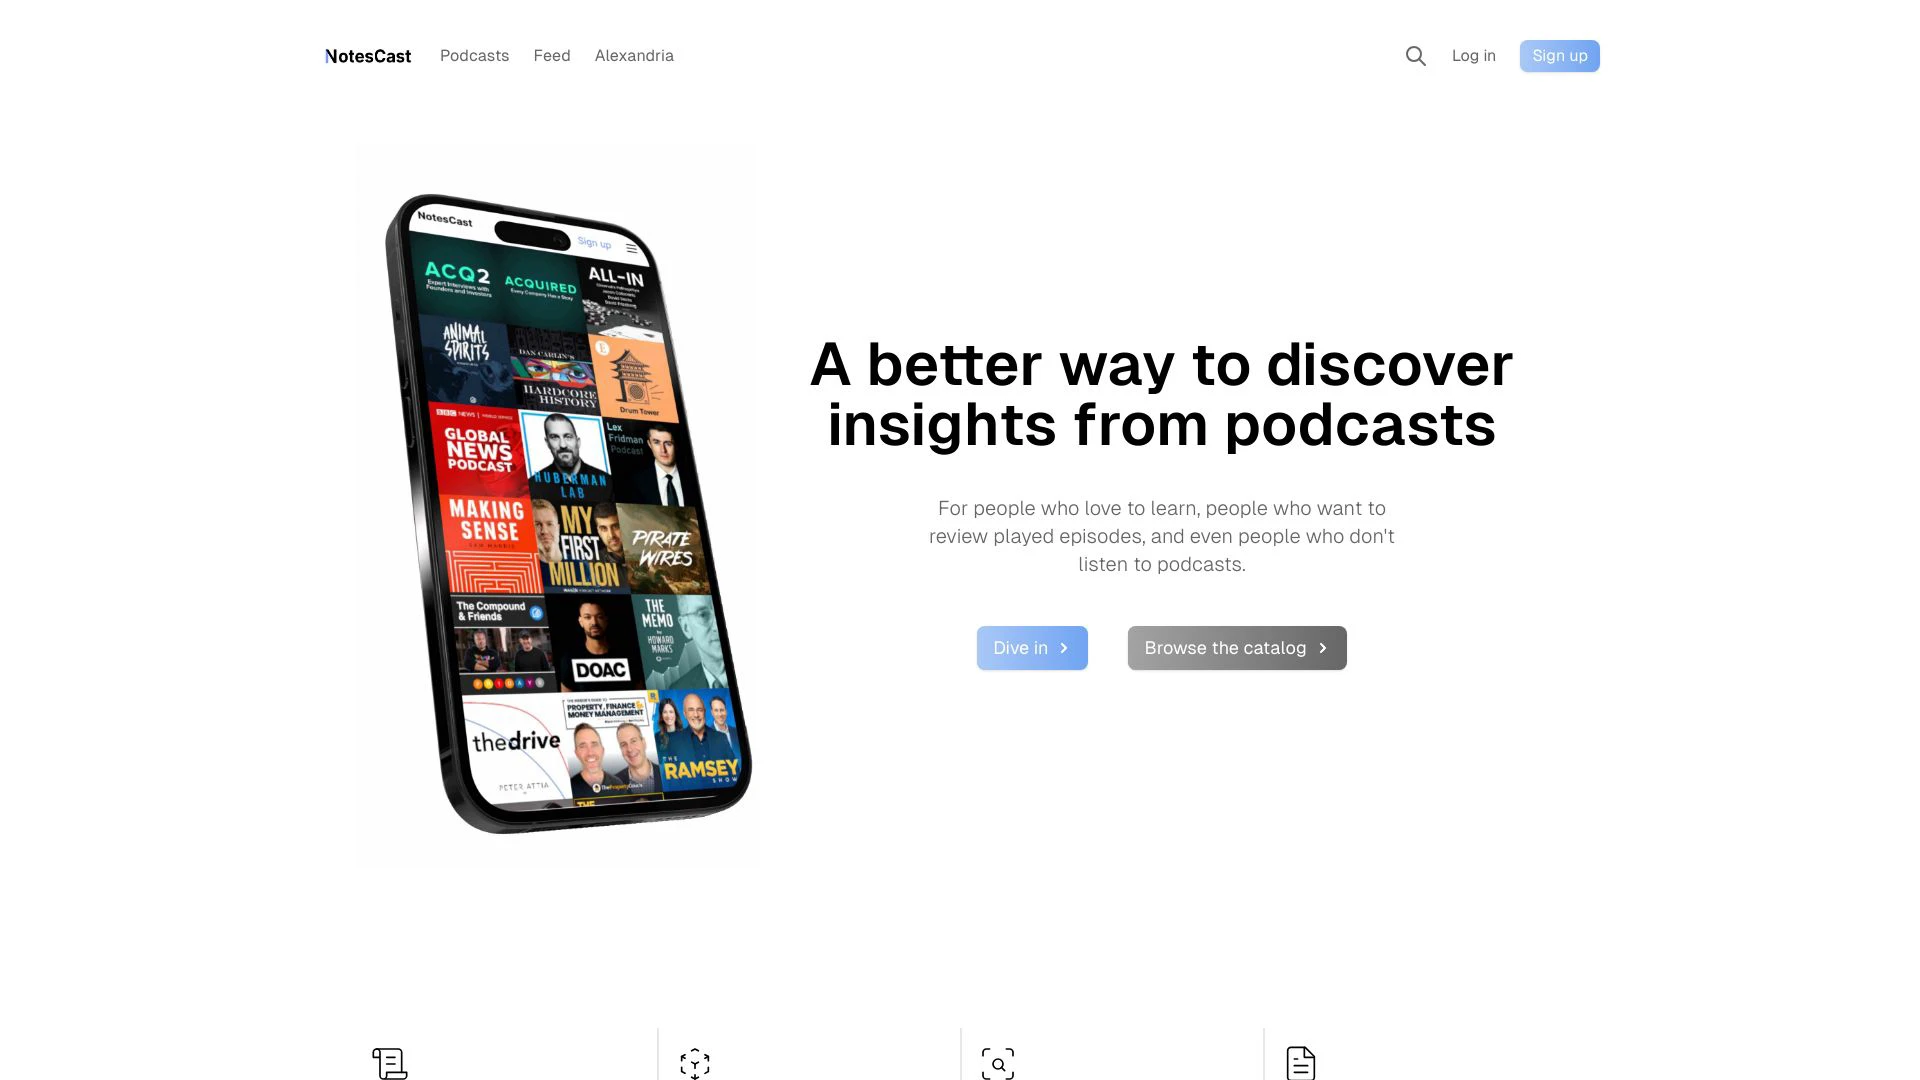 NotesCast
Podcasts
Feed
Alexandria
Log in
Sign up
NotesCast
Sign up
ACQ2
Expert Interviews with
Founders and Investors
ACQUIRED
Every Company Has a Story
ALL-IN
ANIMAL
SPIRITS
DAN CARLIN'S
HARDCORE
HISTORY
Drum Tower
BBC NEWS | WORLD SERVICE
GLOBAL
NEWS
PODCAST
HUBERMAN
LAB
Lex
Fridman
Podcast
MAKING
SENSE
SAM HARRIS
MY
FIRST
MILLION
PIRATE
WIRES
The Compound
& Friends
DOAC
THE
MEMO
by
HOWARD
MARKS
thedrive
PETER ATTIA
PROPERTY, FINANCE &
MONEY MANAGEMENT
ThePropertyCouch
THE
RAMSEY
SHOW
THE
A better way to discover
insights from podcasts
For people who love to learn, people who want to
review played episodes, and even people who don't
listen to podcasts.
Dive in
Browse the catalog